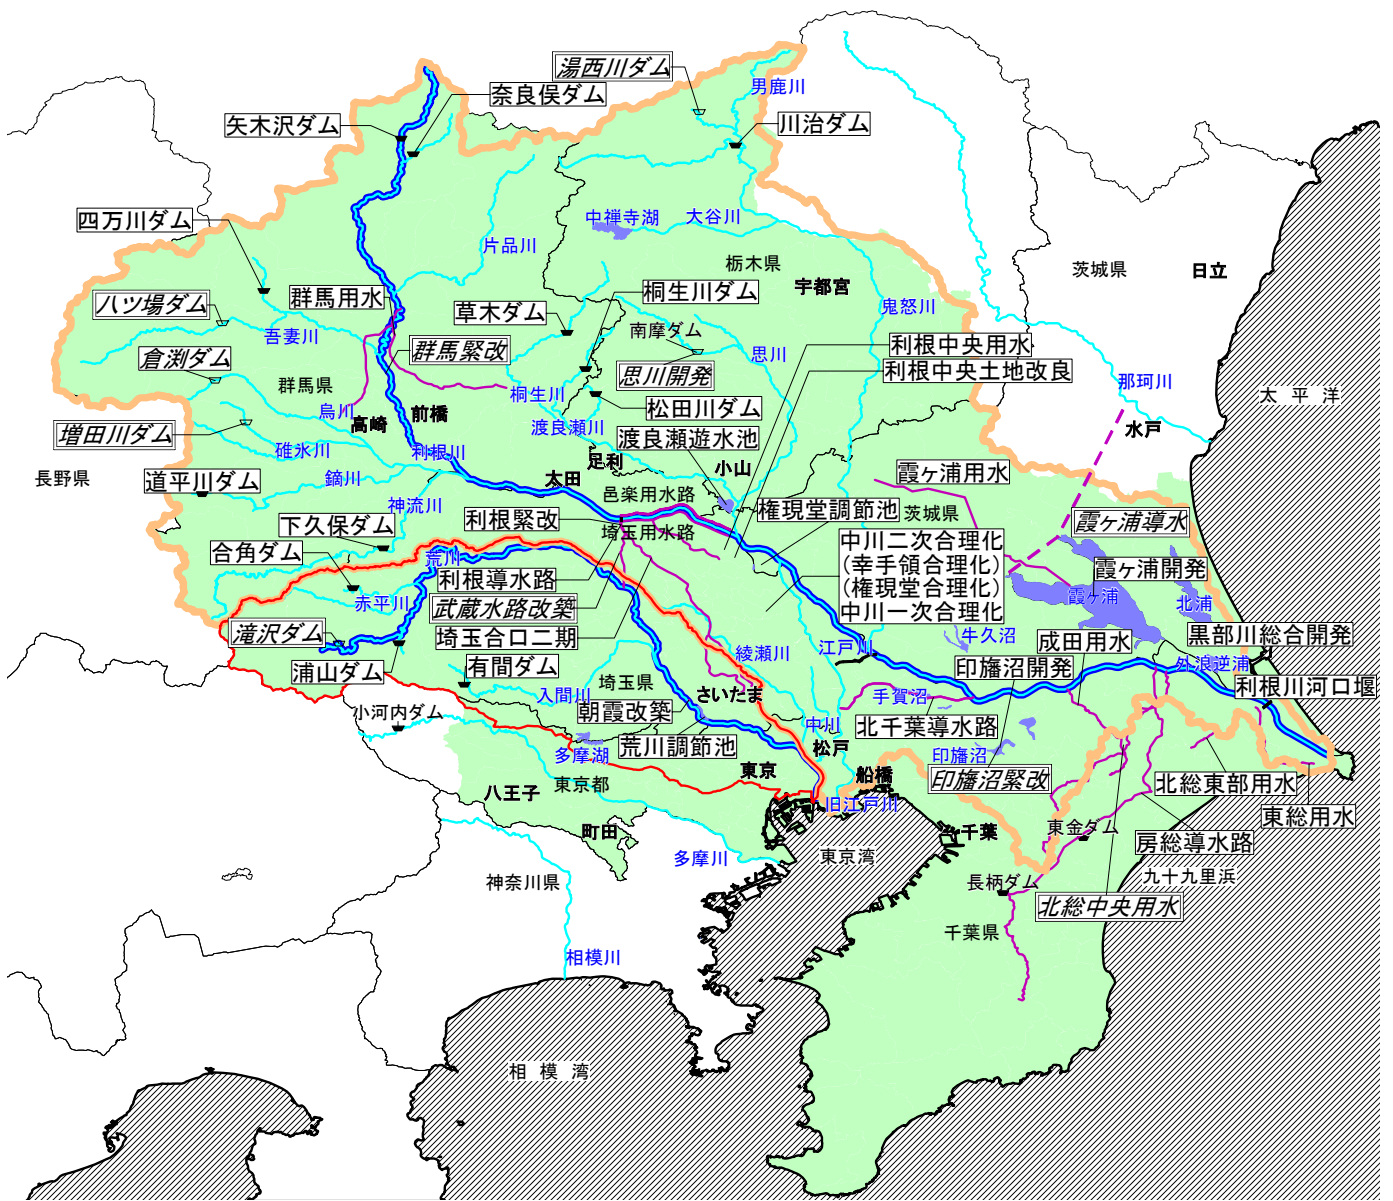 湯西川ダム
男鹿川
奈良俣ダム
矢木沢ダム
川治ダム
四万川ダム
中禅寺湖
大谷川
片品川
栃木県
茨城県
日立
宇都宮
八ツ場ダム
群馬用水
草木ダム
桐生川ダム
鬼怒川
吾妻川
南摩ダム
利根中央用水
倉渕ダム
群馬緊改
思川
思川開発
利根中央土地改良
群馬県
桐生川
那珂川
太平洋
烏川
前橋
松田川ダム
高崎
増田川ダム
渡良瀬川
渡良瀬遊水池
水戸
碓氷川
利根川
足利
小山
長野県
道平川ダム
鏑川
太田
霞ヶ浦用水
神流川
邑楽用水路
権現堂調節池
茨城県
下久保ダム
利根緊改
埼玉用水路
霞ヶ浦導水
合角ダム
荒川
中川二次合理化
(幸手領合理化)
(権現堂合理化)
中川一次合理化
利根導水路
霞ヶ浦開発
赤平川
武蔵水路改築
霞ヶ浦
北浦
滝沢ダム
埼玉合口二期
綾瀬川
江戸川
牛久沼
成田用水
黒部川総合開発
浦山ダム
有間ダム
印旛沼開発
外浪逆浦
埼玉県
さいたま
手賀沼
利根川河口堰
入間川
小河内ダム
朝霞改築
中川
北千葉導水路
荒川調節池
松戸
多摩湖
印旛沼
東京
船橋
印旛沼緊改
東京都
八王子
北総東部用水
旧江戸川
東総用水
町田
千葉
東金ダム
房総導水路
多摩川
東京湾
神奈川県
長柄ダム
九十九里浜
北総中央用水
千葉県
相模川
相模湾